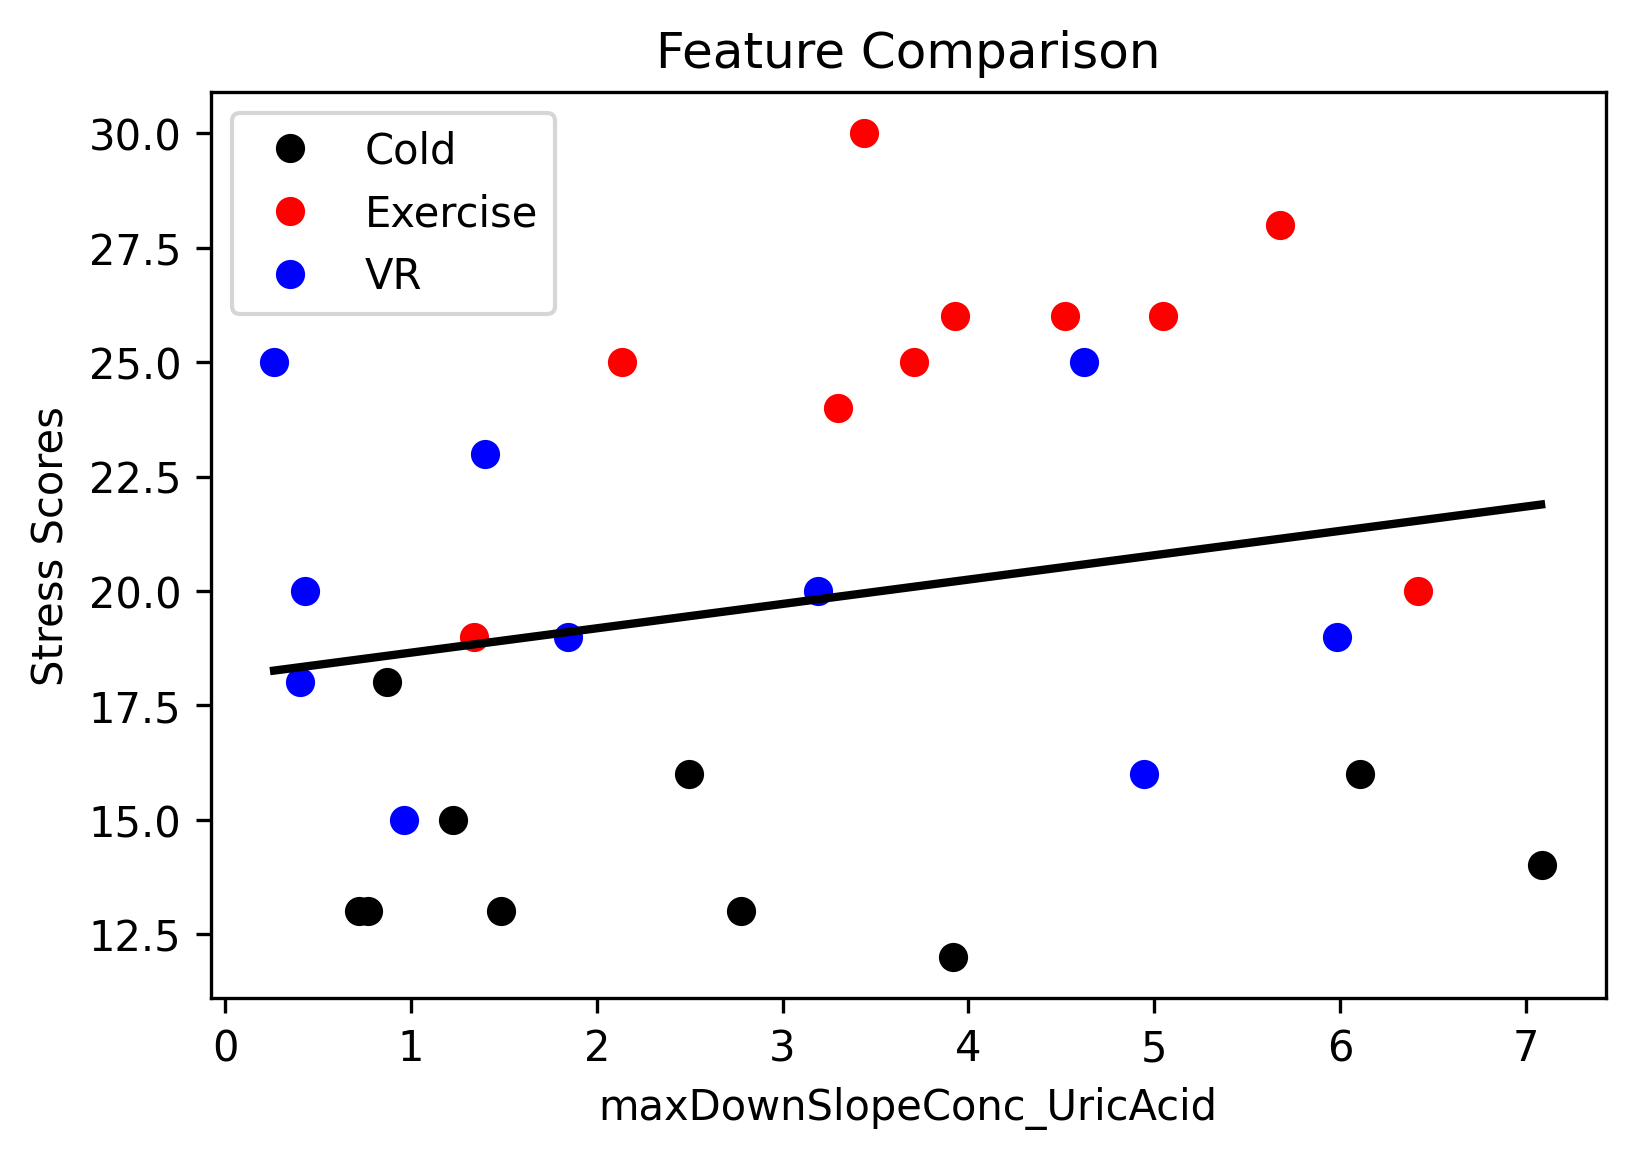 Feature Comparison
Cold
Exercise
VR
30.0
27.5
25.0
22.5
20.0
17.5
15.0
12.5
Stress Scores
0 1 2 3 4 5 6 7
maxDownSlopeConc_UricAcid